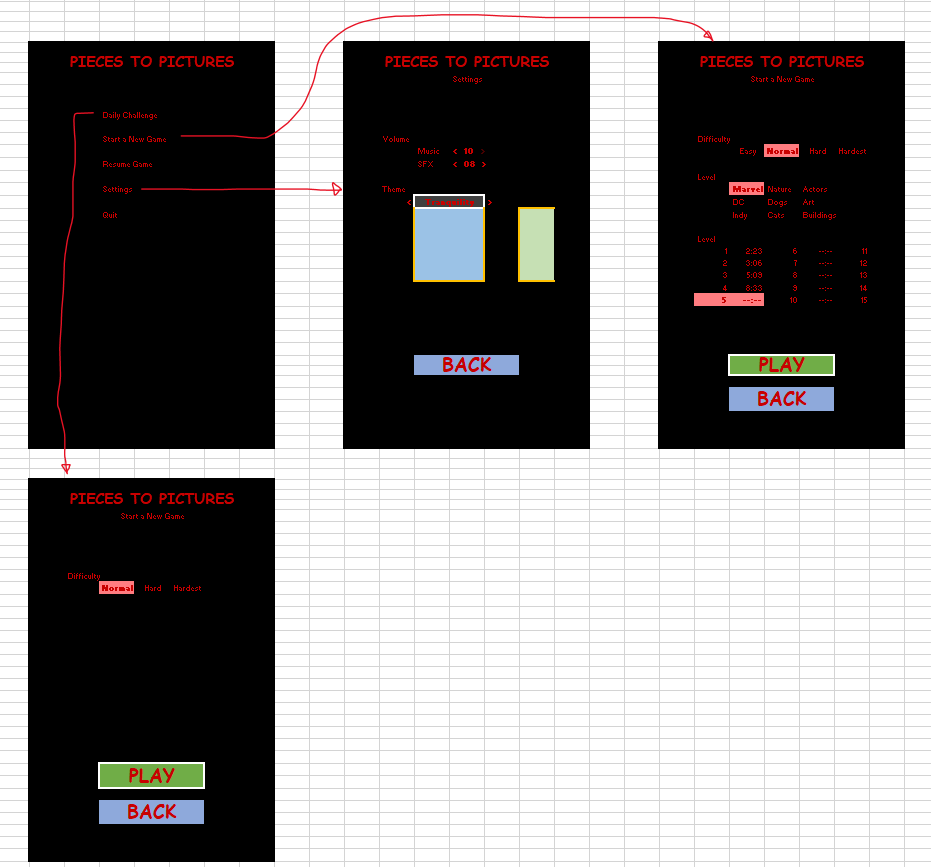 PIECES TO PICTURES
Daily Challenge
Start a New Game
Resume Game
Settings
Quit
PIECES TO PICTURES
Settings
Volume
Music < 10 >
SFX < 00 >
Theme
< >
BACK
PIECES TO PICTURES
Start a New Game
Difficulty
Easy Normal Hard Hardest
Level
Marvel Nature Actors
DC Dogs Art
Indy Cats Buildings
Level
1 2:23 6 --:-- 11
2 3:06 7 --:-- 12
3 5:03 8 --:-- 13
4 8:33 9 --:-- 14
5 --:-- 10 --:-- 15
PLAY
BACK
PIECES TO PICTURES
Start a New Game
Difficulty
Normal Hard Hardest
PLAY
BACK